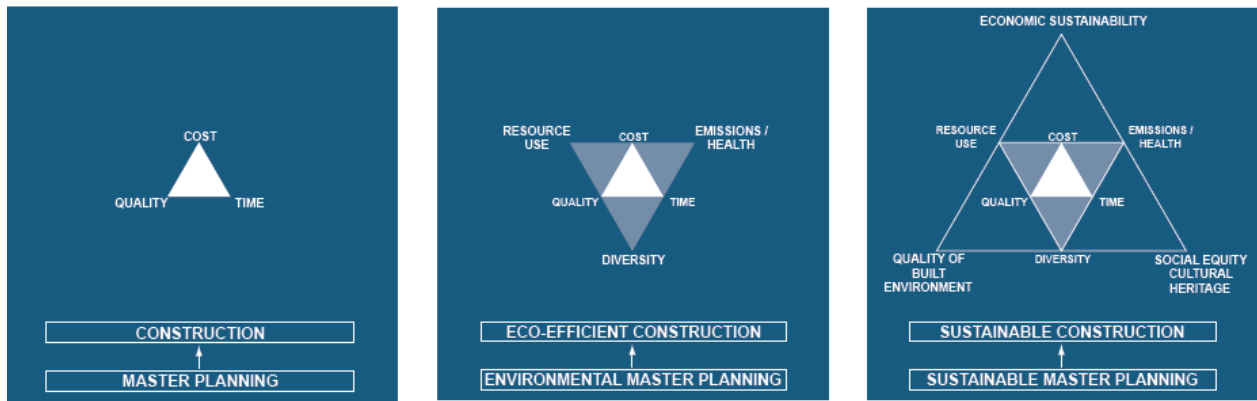 COST
QUALITY
TIME
CONSTRUCTION
MASTER PLANNING
RESOURCE
USE
COST
EMISSIONS /
HEALTH
QUALITY
TIME
DIVERSITY
ECO-EFFICIENT CONSTRUCTION
ENVIRONMENTAL MASTER PLANNING
ECONOMIC SUSTAINABILITY
RESOURCE
USE
COST
EMISSIONS /
HEALTH
QUALITY
TIME
QUALITY OF
BUILT
ENVIRONMENT
DIVERSITY
SOCIAL EQUITY
CULTURAL
HERITAGE
SUSTAINABLE CONSTRUCTION
SUSTAINABLE MASTER PLANNING